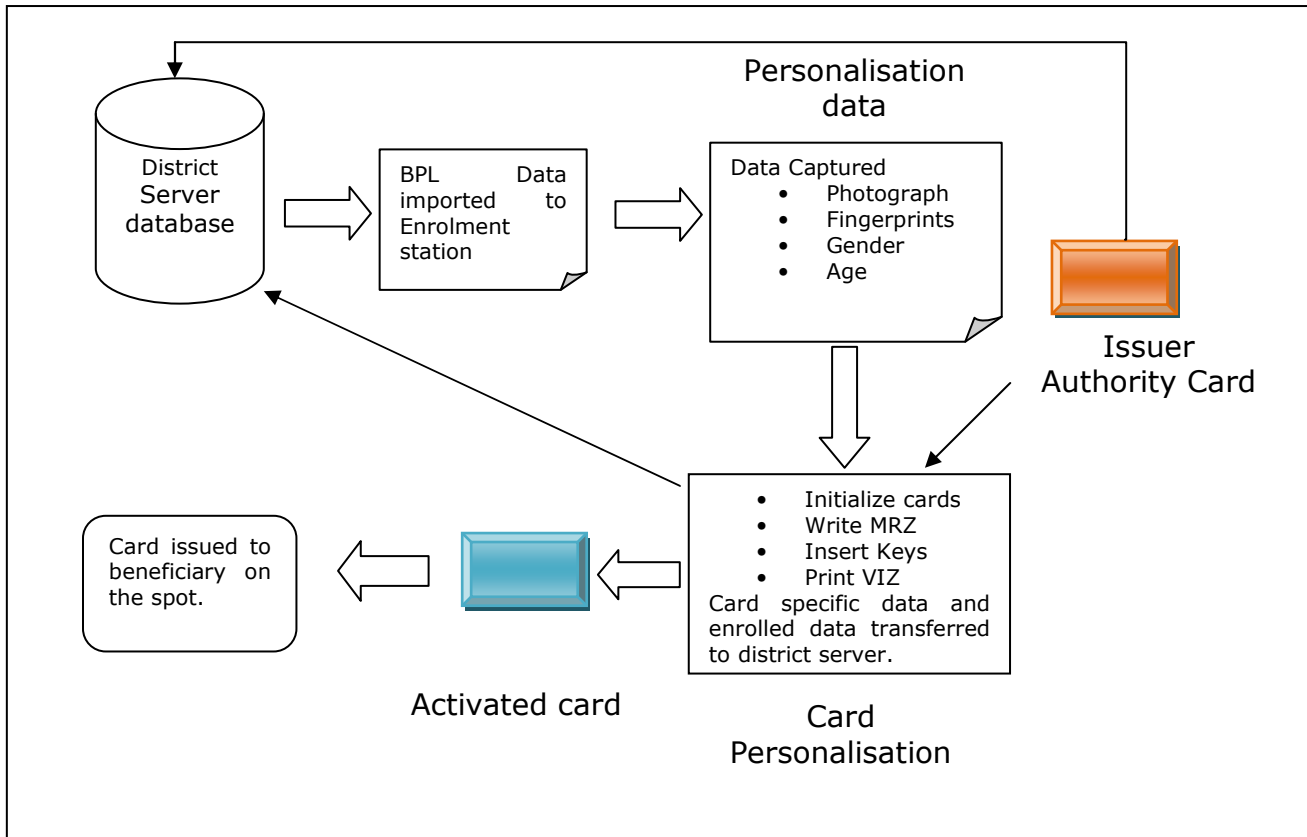 Personalisation
data
District
Server
database
BPL Data
imported to
Enrolment
station
Data Captured
• Photograph
• Fingerprints
• Gender
• Age
Issuer
Authority Card
• Initialize cards
• Write MRZ
• Insert Keys
• Print VIZ
Card specific data and
enrolled data transferred
to district server.
Card issued to
beneficiary on
the spot.
Activated card
Card
Personalisation